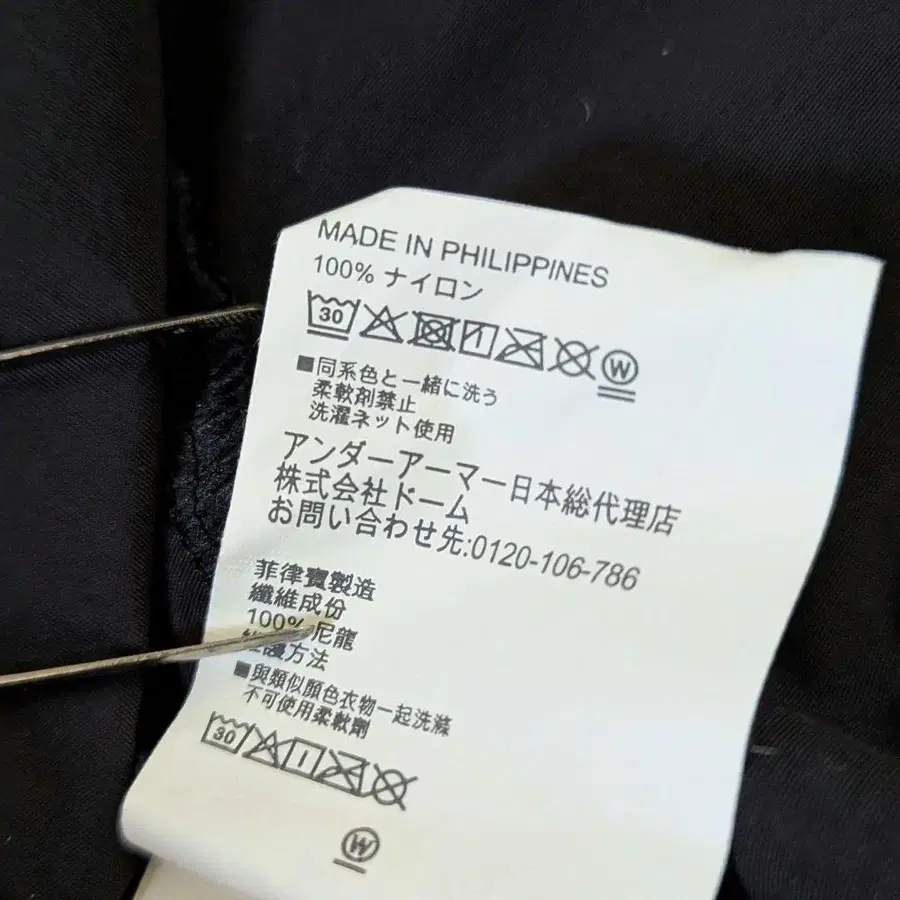 MADE IN PHILIPPINES
100% ナイロン
30 W
■同系色と一緒に洗う
柔軟剤禁止
洗濯ネット使用
アンダーアーマー日本総代理店
株式会社ドーム
お問い合わせ先:0120-106-786
菲律賓製造
纖維成份
100% 尼龍
維護方法
■與類似顏色衣物一起洗滌
不可使用柔軟劑
30
W